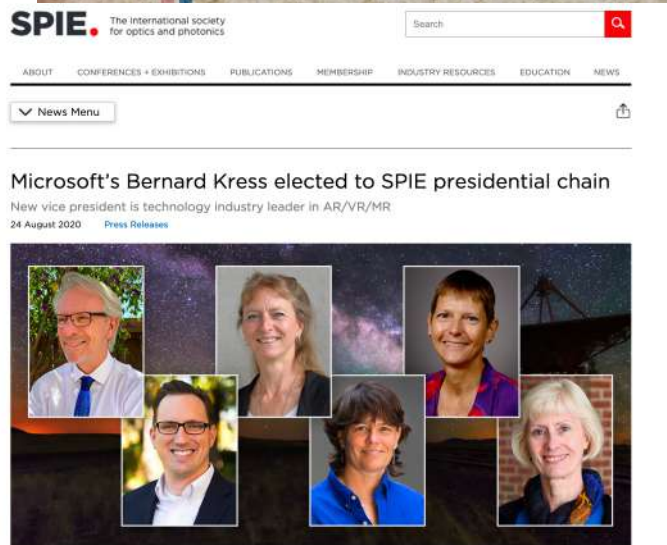 SPIE.
The international society
for optics and photonics
Search
ABOUT CONFERENCES + EXHIBITIONS PUBLICATIONS MEMBERSHIP INDUSTRY RESOURCES EDUCATION NEWS
News Menu
Microsoft's Bernard Kress elected to SPIE presidential chain
New vice president is technology industry leader in AR/VR/MR
24 August 2020 Press Releases